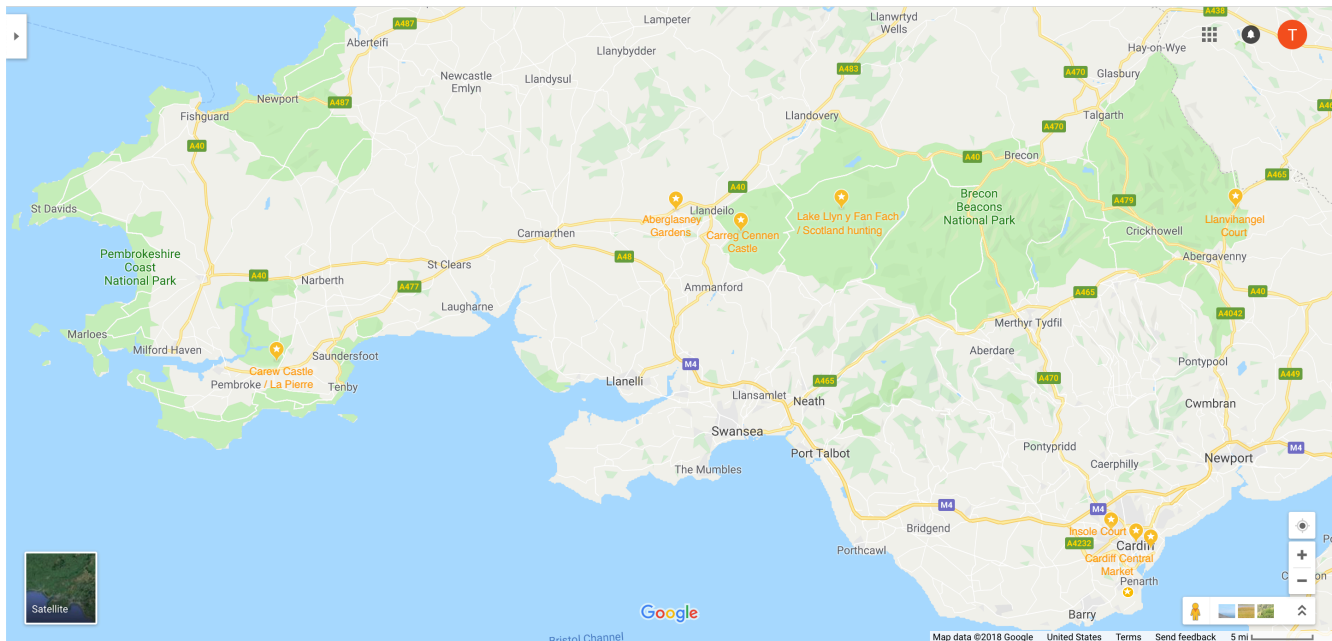 A487
Lampeter
Llanwrtyd
Wells
A438
T
Aberteifi
Llanybydder
Hay-on-Wye
Newcastle
Emlyn
Llandysul
A483
A470
Glasbury
Newport
A487
Fishguard
Llandovery
Talgarth
A470
A40
A40
Brecon
St Davids
Aberglasney
Gardens
Llandeilo
A40
Carreg Cennen
Castle
Lake Llyn y Fan Fach
/ Scotland hunting
Brecon
Beacons
National Park
A479
A465
Llanvihangel
Court
Crickhowell
Carmarthen
Pembrokeshire
Coast
National Park
A40
Narberth
St Clears
A48
Abergavenny
A477
Ammanford
A465
A40
Laugharne
A4042
Marloes
Milford Haven
Merthyr Tydfil
Saundersfoot
Aberdare
Carew Castle
/ La Pierre
Pembroke
Tenby
M4
Pontypool
Llanelli
A465
A470
A449
Llansamlet
Neath
Cwmbran
Swansea
Port Talbot
Pontypridd
M4
Newport
The Mumbles
Caerphilly
M4
M4
Bridgend
Insole Court
Porthcawl
A4232
Cardiff
Cardiff Central
Market
Penarth
Barry
Satellite
Google
Bristol Channel
Map data ©2018 Google United States Terms Send feedback 5 mi